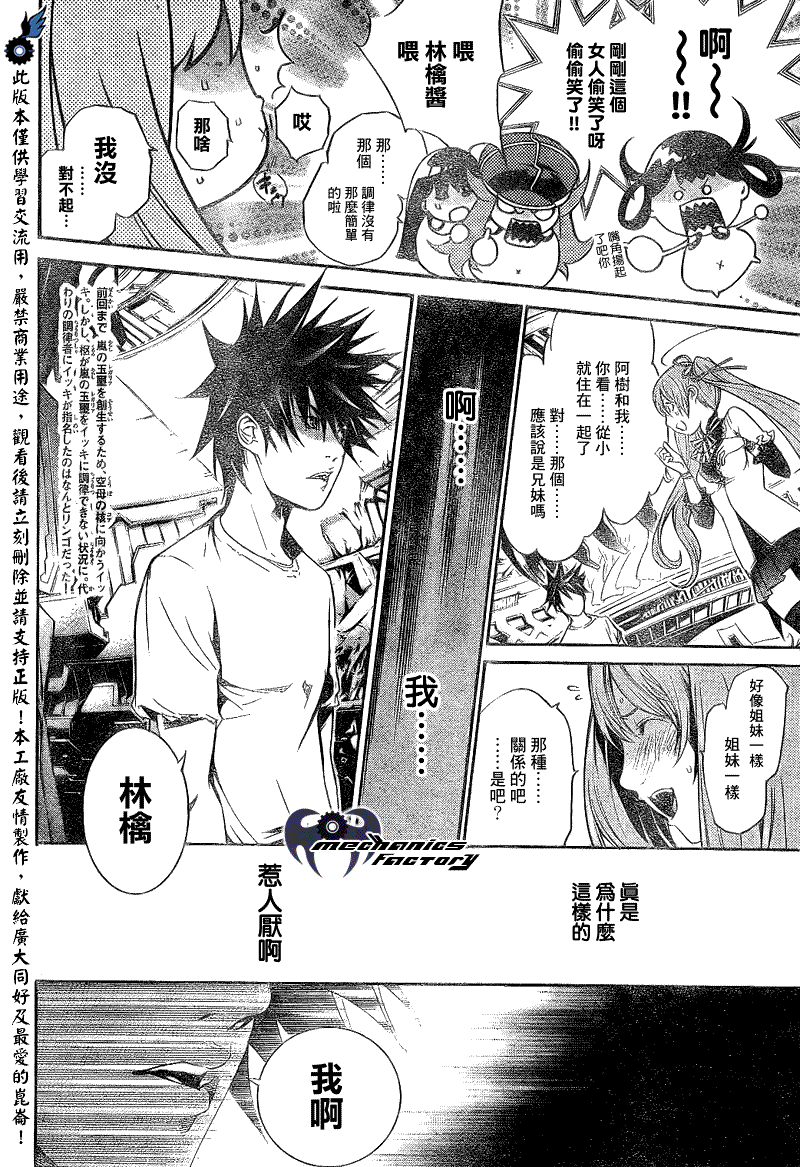 啊～～!!
剛剛這個
女人偷笑了呀
偷偷笑了!!
嘴角揚起
了吧你
喂
林檎醬
喂
那……
那個　調律沒有
那麼簡單
的啦
哎
那啥
我沒
……
對不起…
阿樹和我……
你看……從小
就住在一起了
對……那個……
應該說是兄妹嗎
好像姐妹一樣
姐妹一樣
那種……
關係的吧
……是吧？
啊……
我……
前回まで　嵐の玉璽を創生するため、空母の核に向かうイッ
キ。しかし、枢が嵐の玉璽をイッキに調律できない状況に。代
わりの調律者にイッキが指名したのはなんとリンゴだった!
林檎
mechanics
Factory
真是
為什麼
這樣的
惹人厭啊
我啊
此版本僅供學習交流用，嚴禁商業用途，觀看後請立刻刪除並請支持正版！本工廠友情製作，獻給廣大同好及最愛的崑崙！